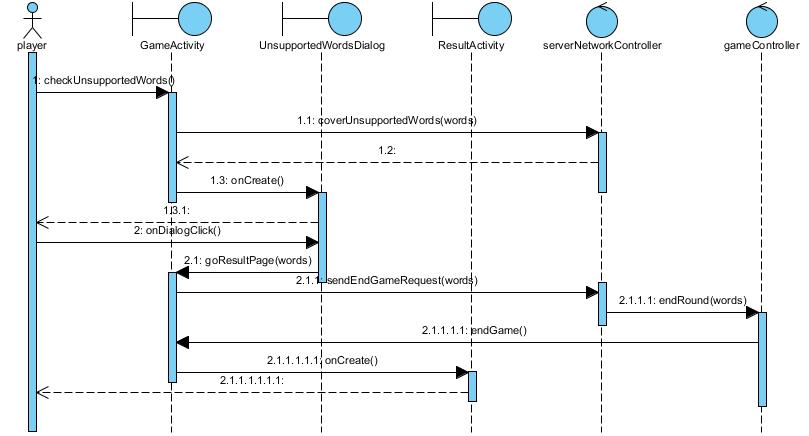 player
GameActivity
UnsupportedWordsDialog
ResultActivity
serverNetworkController
gameController
1: checkUnsupportedWords()
1.1: coverUnsupportedWords(words)
1.2:
1.3: onCreate()
1.3.1:
2: onDialogClick()
2.1: goResultPage(words)
2.1.1: sendEndGameRequest(words)
2.1.1.1: endRound(words)
2.1.1.1.1: endGame()
2.1.1.1.1.1: onCreate()
2.1.1.1.1.1.1: